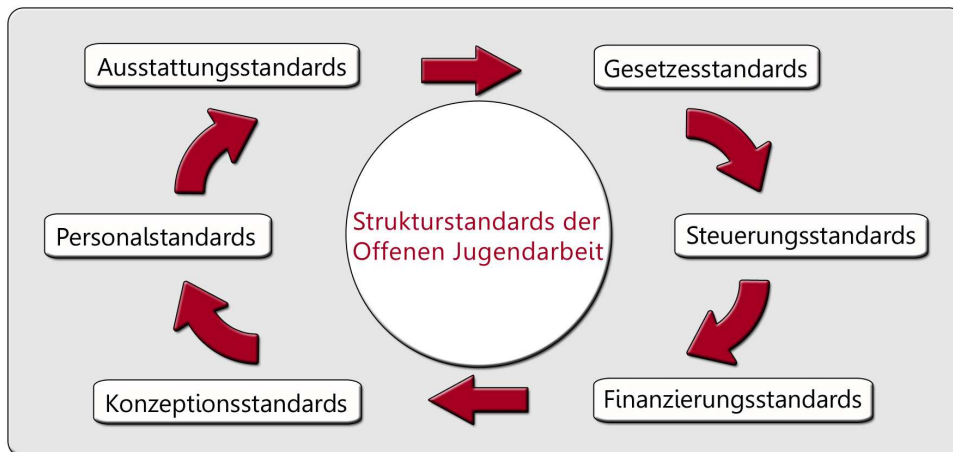 Ausstattungsstandards
Gesetzesstandards
Personalstandards
Strukturstandards der
Offenen Jugendarbeit
Steuerungsstandards
Konzeptionsstandards
Finanzierungsstandards